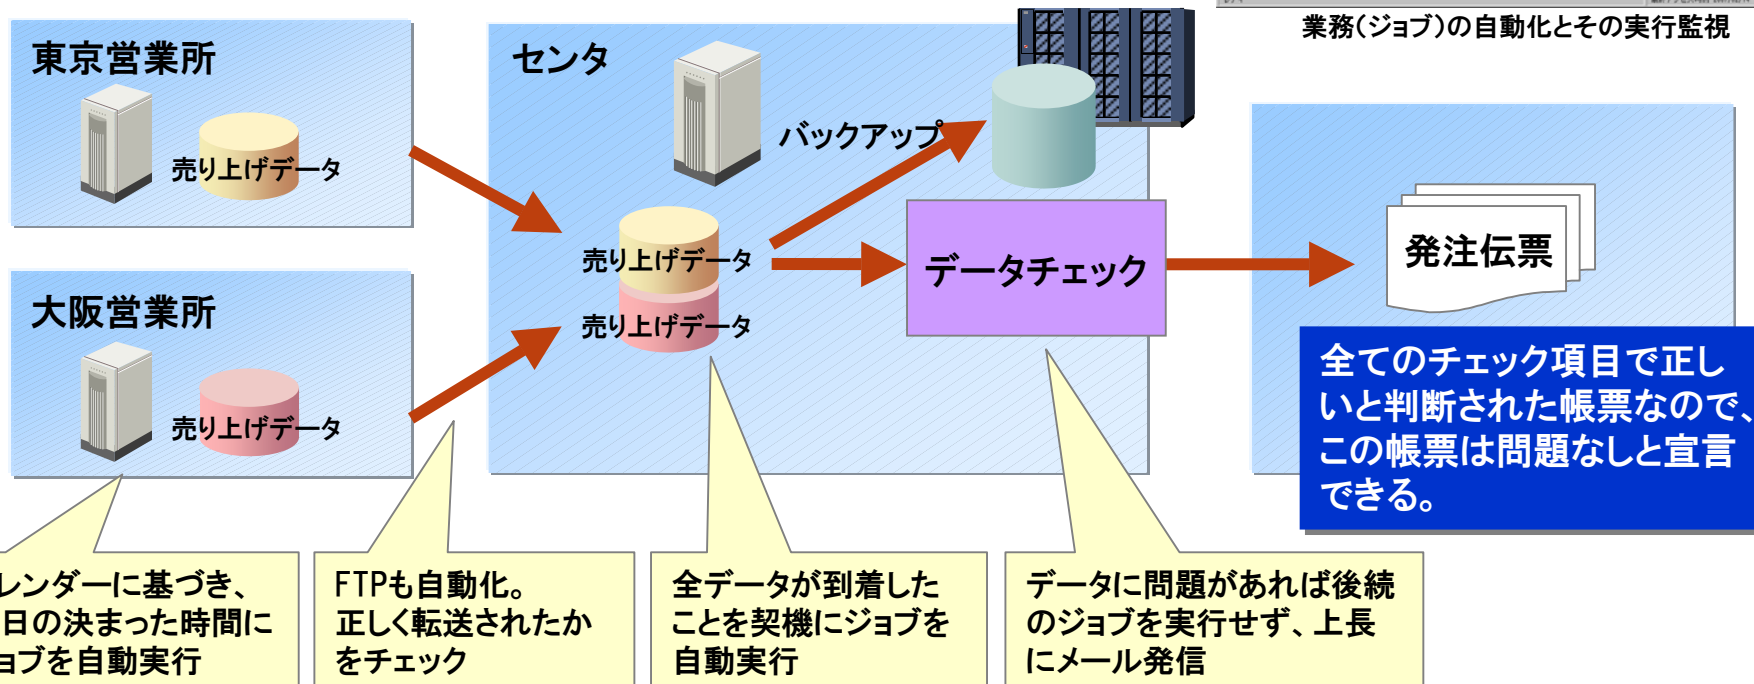 業務(ジョブ)の自動化とその実行監視
東京営業所
売り上げデータ
大阪営業所
売り上げデータ
センタ
バックアップ
売り上げデータ
売り上げデータ
データチェック
発注伝票
全てのチェック項目で正し
いと判断された帳票なので、
この帳票は問題なしと宣言
できる。
レンダーに基づき、
日の決まった時間に
ョブを自動実行
FTPも自動化。
正しく転送されたか
をチェック
全データが到着した
ことを契機にジョブを
自動実行
データに問題があれば後続
のジョブを実行せず、上長
にメール発信